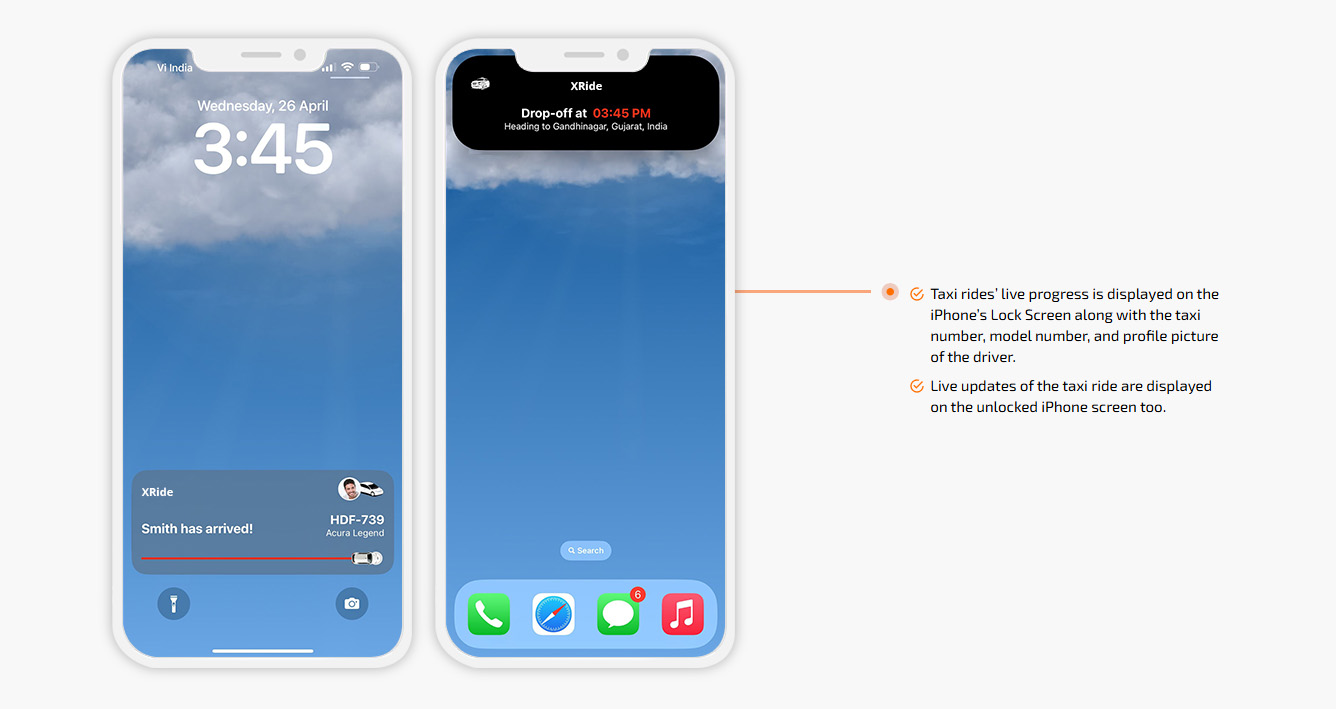 Vi India
Wednesday, 26 April
3:45
XRide
Smith has arrived!
HDF-739
Acura Legend
XRide
Drop-off at 03:45 PM
Heading to Gandhinagar, Gujarat, India
Search
6
Taxi rides’ live progress is displayed on the
iPhone’s Lock Screen along with the taxi
number, model number, and profile picture
of the driver.
Live updates of the taxi ride are displayed
on the unlocked iPhone screen too.